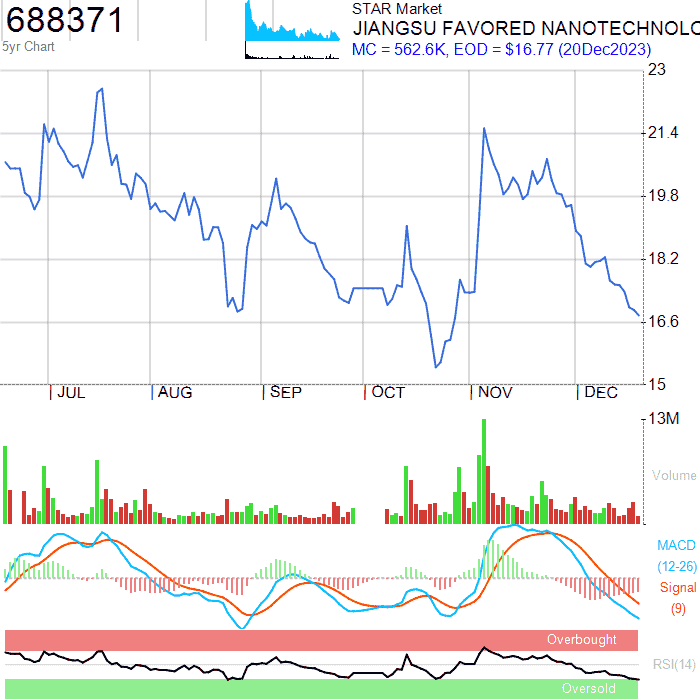 688371
5yr Chart
STAR Market
JIANGSU FAVORED NANOTECHNOLO
MC = 562.6K, EOD = $16.77 (20Dec2023)
23
21.4
19.8
18.2
16.6
15
JUL AUG SEP OCT NOV DEC
13M
Volume
MACD
(12-26)
Signal
(9)
Overbought
RSI(14)
Oversold